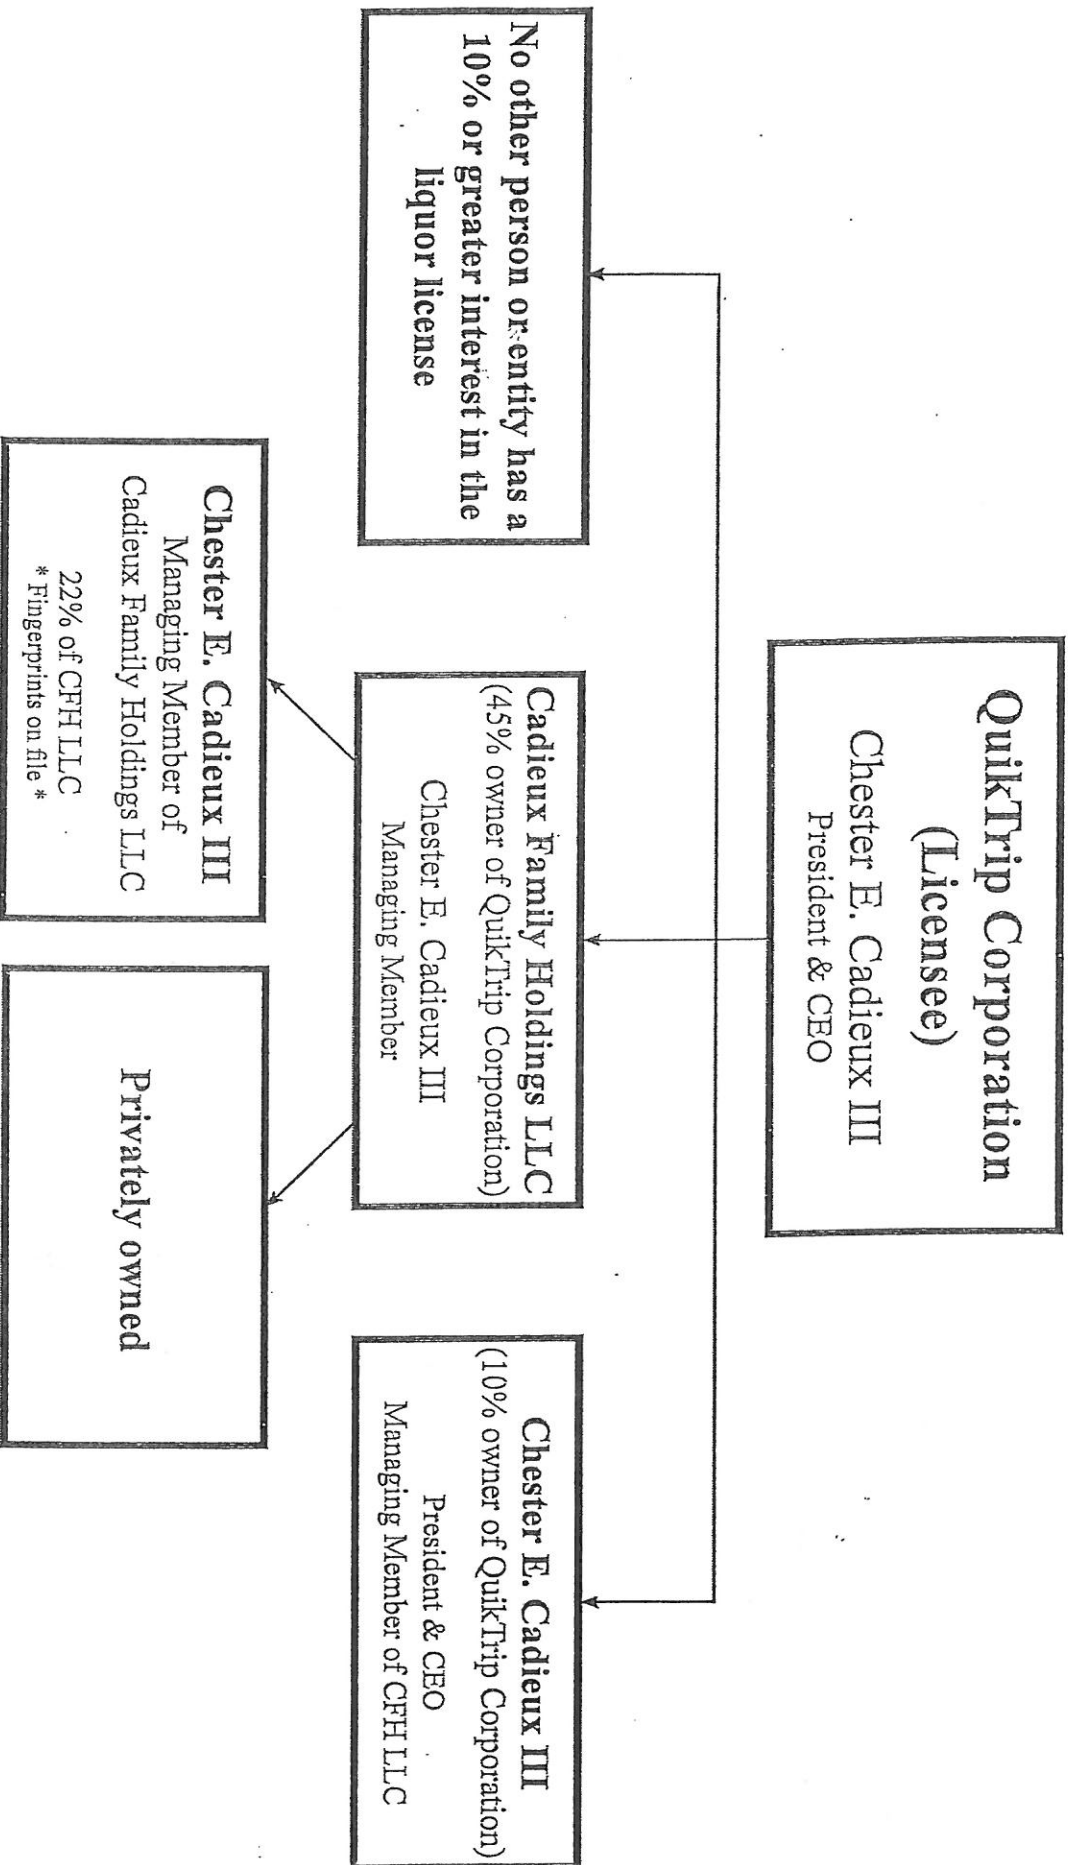 QuikTrip Corporation
(Licensee)
Chester E. Cadieux III
President & CEO
No other person or entity has a
10% or greater interest in the
liquor license
Cadieux Family Holdings LLC
(45% owner of QuikTrip Corporation)
Chester E. Cadieux III
Managing Member
Chester E. Cadieux III
(10% owner of QuikTrip Corporation)
President & CEO
Managing Member of CFH LLC
Chester E. Cadieux III
Managing Member of
Cadieux Family Holdings LLC
22% of CFH LLC
* Fingerprints on file *
Privately owned